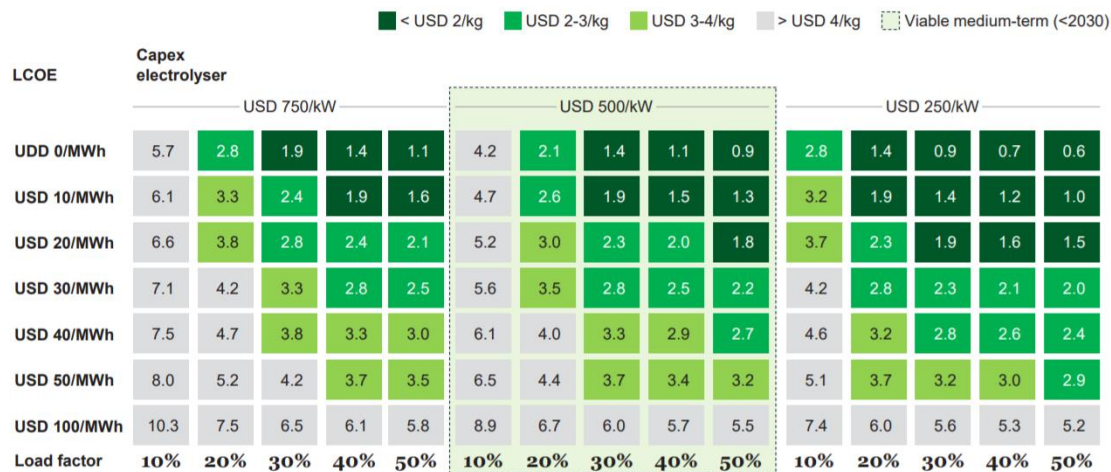 < USD 2/kg USD 2-3/kg USD 3-4/kg > USD 4/kg Viable medium-term (<2030)
LCOE Capex electrolyser
USD 750/kW USD 500/kW USD 250/kW
UDD 0/MWh 5.7 2.8 1.9 1.4 1.1 4.2 2.1 1.4 1.1 0.9 2.8 1.4 0.9 0.7 0.6
USD 10/MWh 6.1 3.3 2.4 1.9 1.6 4.7 2.6 1.9 1.5 1.3 3.2 1.9 1.4 1.2 1.0
USD 20/MWh 6.6 3.8 2.8 2.4 2.1 5.2 3.0 2.3 2.0 1.8 3.7 2.3 1.9 1.6 1.5
USD 30/MWh 7.1 4.2 3.3 2.8 2.5 5.6 3.5 2.8 2.5 2.2 4.2 2.8 2.3 2.1 2.0
USD 40/MWh 7.5 4.7 3.8 3.3 3.0 6.1 4.0 3.3 2.9 2.7 4.6 3.2 2.8 2.6 2.4
USD 50/MWh 8.0 5.2 4.2 3.7 3.5 6.5 4.4 3.7 3.4 3.2 5.1 3.7 3.2 3.0 2.9
USD 100/MWh 10.3 7.5 6.5 6.1 5.8 8.9 6.7 6.0 5.7 5.5 7.4 6.0 5.6 5.3 5.2
Load factor 10% 20% 30% 40% 50% 10% 20% 30% 40% 50% 10% 20% 30% 40% 50%